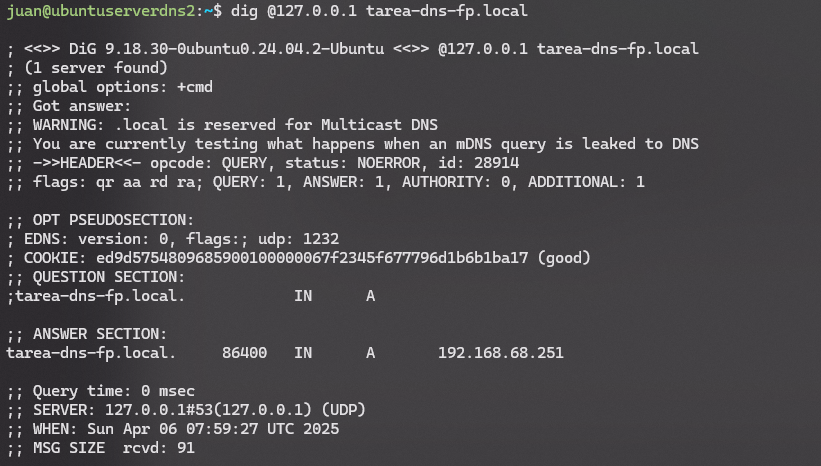 juan@ubuntuserverdns2:~$ dig @127.0.0.1 tarea-dns-fp.local
; <<>> DiG 9.18.30-0ubuntu0.24.04.2-Ubuntu <<>> @127.0.0.1 tarea-dns-fp.local
; (1 server found)
;; global options: +cmd
;; Got answer:
;; WARNING: .local is reserved for Multicast DNS
;; You are currently testing what happens when an mDNS query is leaked to DNS
;; ->>HEADER<<- opcode: QUERY, status: NOERROR, id: 28914
;; flags: qr aa rd ra; QUERY: 1, ANSWER: 1, AUTHORITY: 0, ADDITIONAL: 1
;; OPT PSEUDOSECTION:
; EDNS: version: 0, flags:; udp: 1232
; COOKIE: ed9d5754809685900100000067f2345f677796d1b6b1ba17 (good)
;; QUESTION SECTION:
;tarea-dns-fp.local. IN A
;; ANSWER SECTION:
tarea-dns-fp.local. 86400 IN A 192.168.68.251
;; Query time: 0 msec
;; SERVER: 127.0.0.1#53(127.0.0.1) (UDP)
;; WHEN: Sun Apr 06 07:59:27 UTC 2025
;; MSG SIZE rcvd: 91